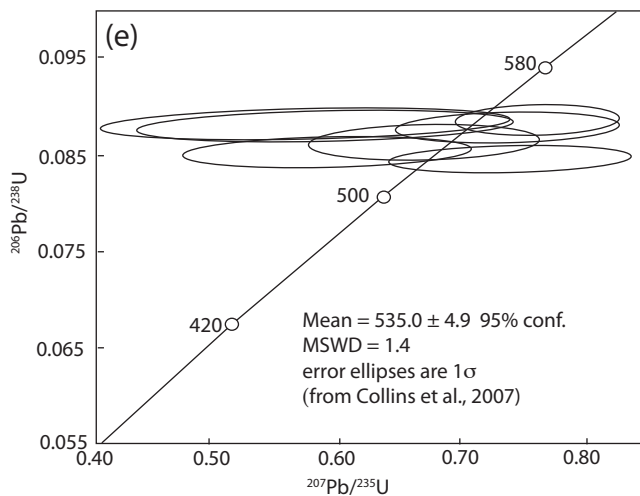 (e)
0.095
580
0.085
²⁰⁶Pb/²³⁸U
500
0.075
420
Mean = 535.0 ± 4.9 95% conf.
MSWD = 1.4
0.065
error ellipses are 1σ
(from Collins et al., 2007)
0.055
0.40 0.50 0.60 0.70 0.80
²⁰⁷Pb/²³⁵U